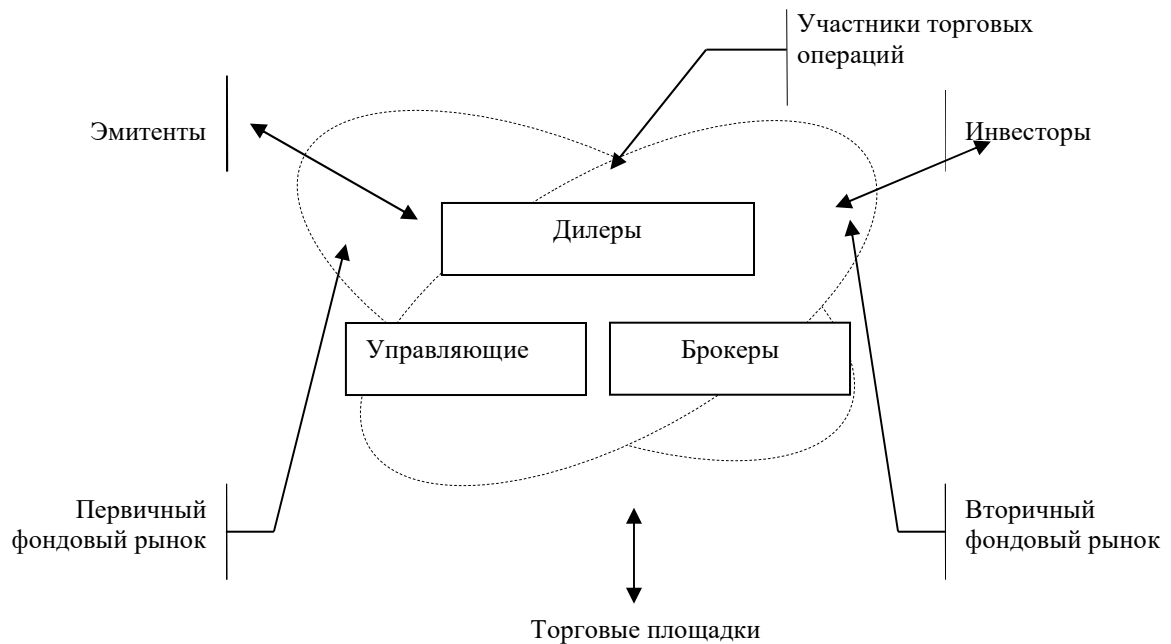 Участники торговых
операций
Эмитенты
Инвесторы
Дилеры
Управляющие
Брокеры
Первичный
фондовый рынок
Вторичный
фондовый рынок
Торговые площадки